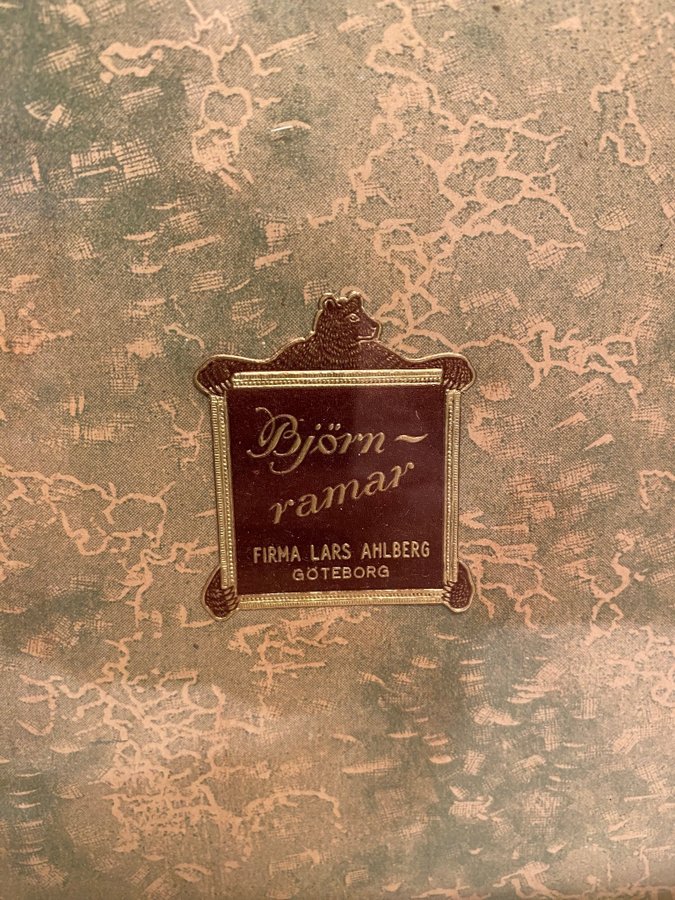 Björn~
ramar
FIRMA LARS AHLBERG
GÖTEBORG